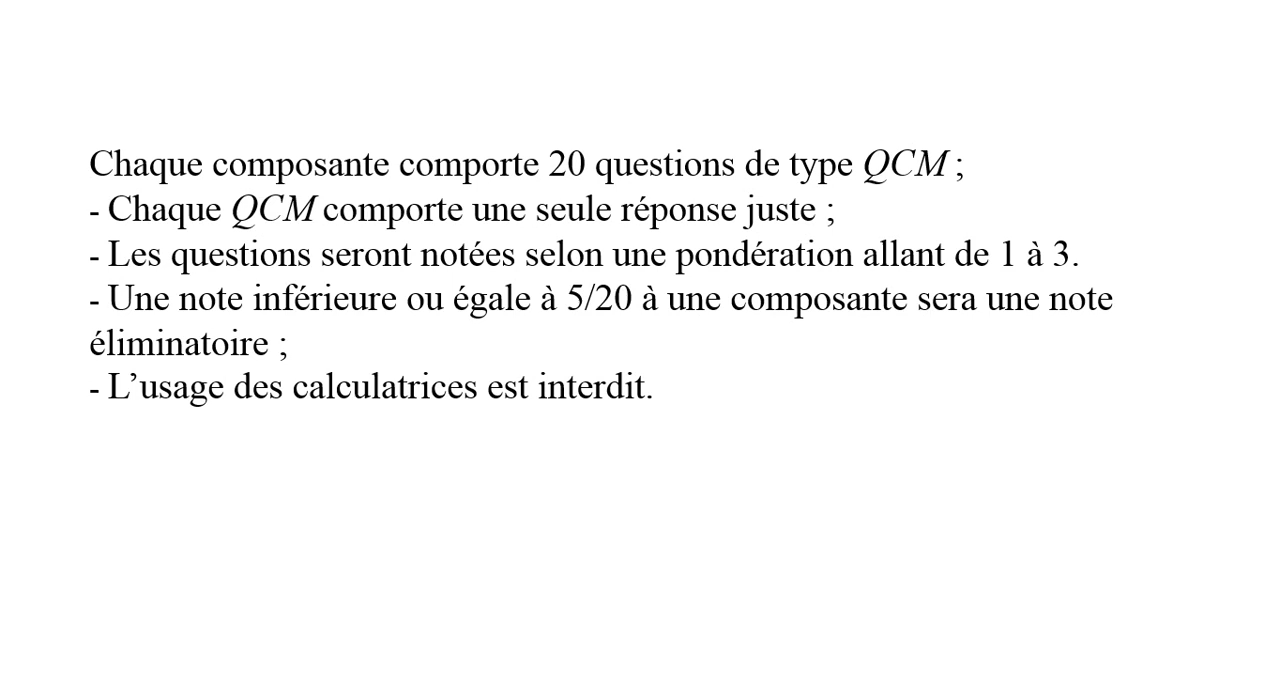 Chaque composante comporte 20 questions de type QCM ;
- Chaque QCM comporte une seule réponse juste ;
- Les questions seront notées selon une pondération allant de 1 à 3.
- Une note inférieure ou égale à 5/20 à une composante sera une note
éliminatoire ;
- L’usage des calculatrices est interdit.